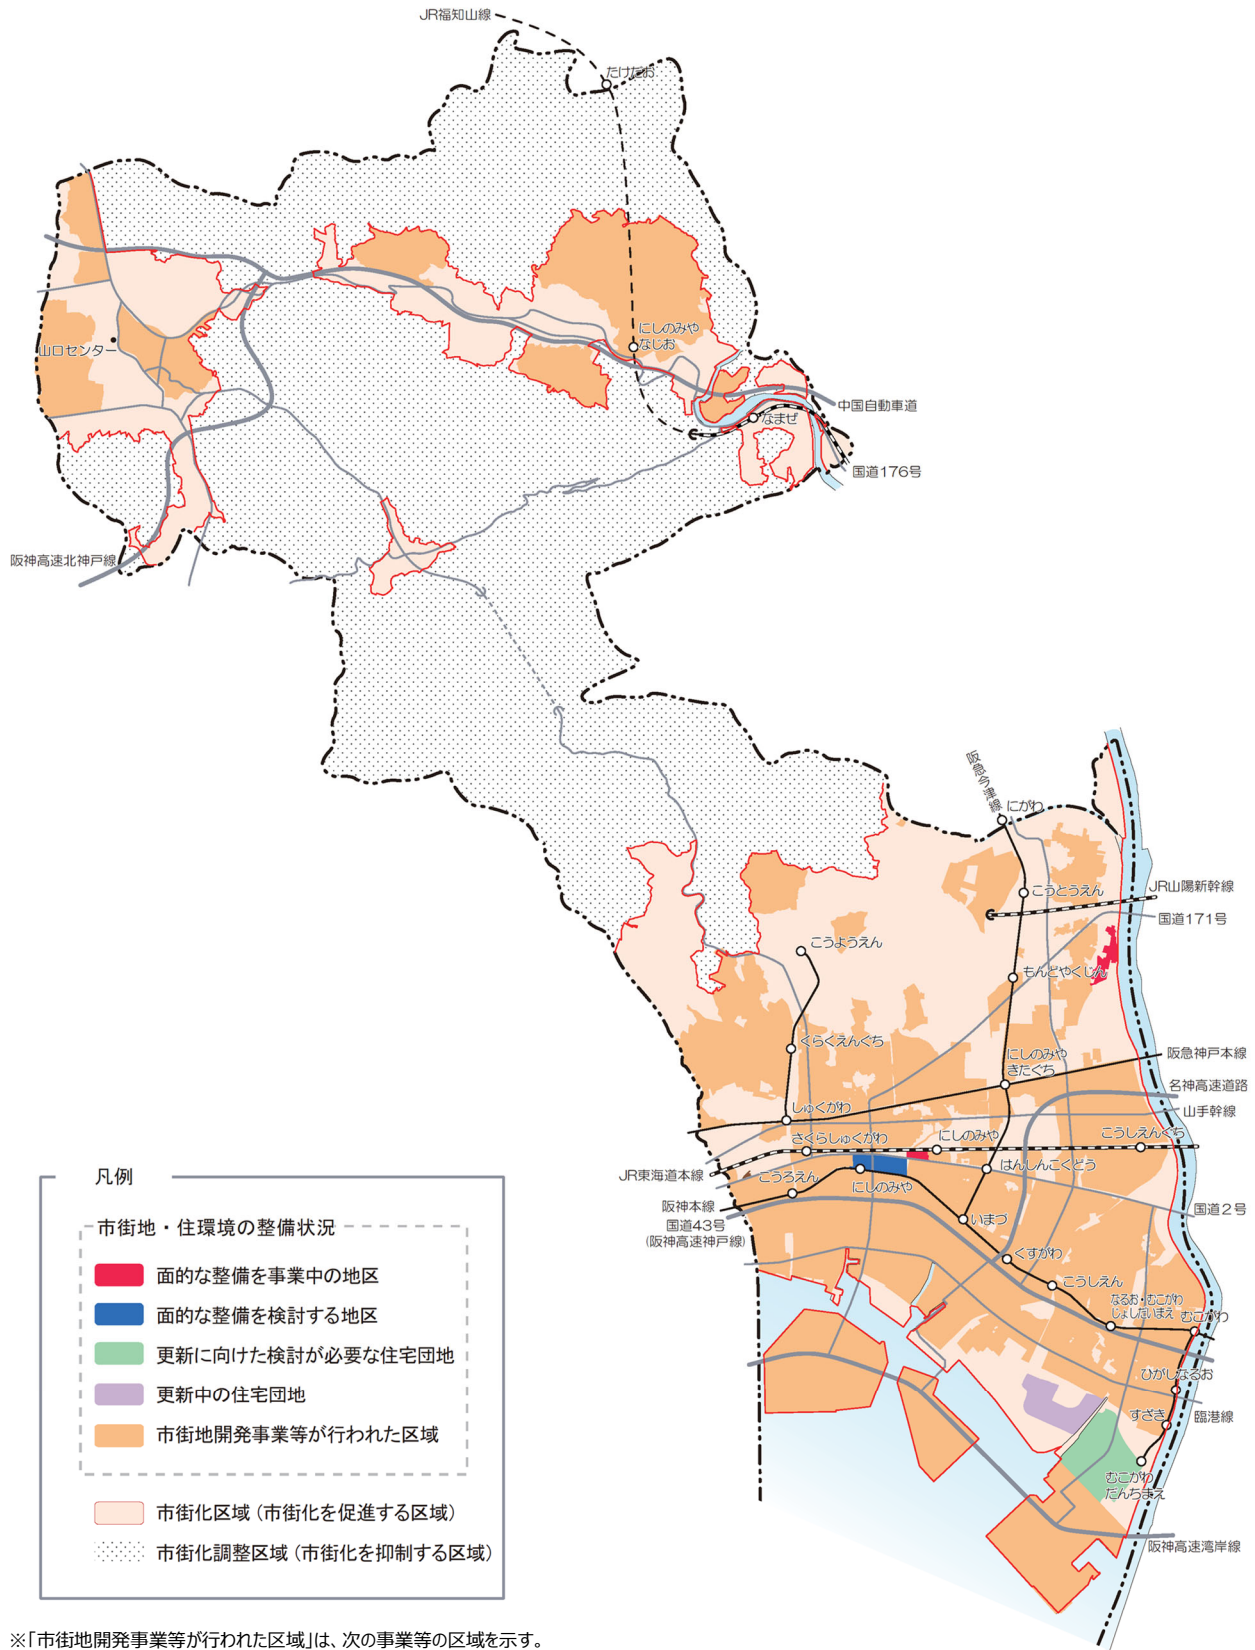 JR福知山線
たけだお
山口センター
にしのみや
なじお
中国自動車道
なまぜ
国道176号
阪神高速北神戸線
阪急今津線
にがわ
こうとうえん
JR山陽新幹線
国道171号
こうようえん
もんどやくじん
くらくえんぐち
にしのみや
きたぐち
阪急神戸本線
名神高速道路
しゅくがわ
山手幹線
さくらしゅくがわ
にしのみや
こうしえんぐち
JR東海道本線
こうろえん
にしのみや
はんしんこくどう
阪神本線
国道43号
(阪神高速神戸線)
いまづ
国道2号
くすがわ
こうしえん
なるお・むこがわ
じょしだいまえ
むこがわ
ひがしなるお
すざき
臨港線
むこがわ
だんちまえ
阪神高速湾岸線
凡例
市街地・住環境の整備状況
面的な整備を事業中の地区
面的な整備を検討する地区
更新に向けた検討が必要な住宅団地
更新中の住宅団地
市街地開発事業等が行われた区域
市街化区域(市街化を促進する区域)
市街化調整区域(市街化を抑制する区域)
※「市街地開発事業等が行われた区域」は、次の事業等の区域を示す。